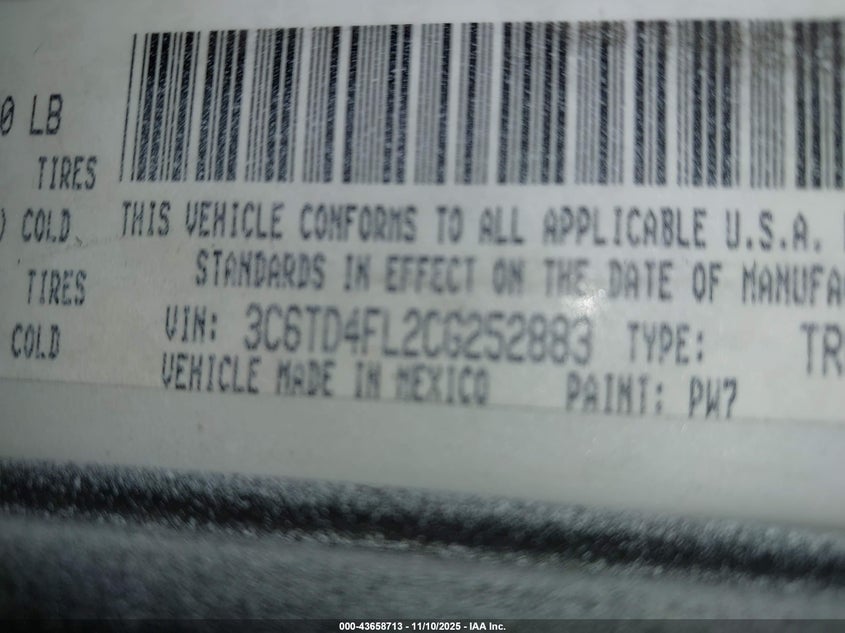 0 LB
TIRES
) COLD
THIS VEHICLE CONFORMS TO ALL APPLICABLE U.S.A.
STANDARDS IN EFFECT ON THE DATE OF MANUFA
TIRES
COLD
VIN: 3C6TD4FL2CG252883 TYPE: TR
VEHICLE MADE IN MEXICO PAINT: PW7
000-43658713 - 11/10/2025 - IAA Inc.